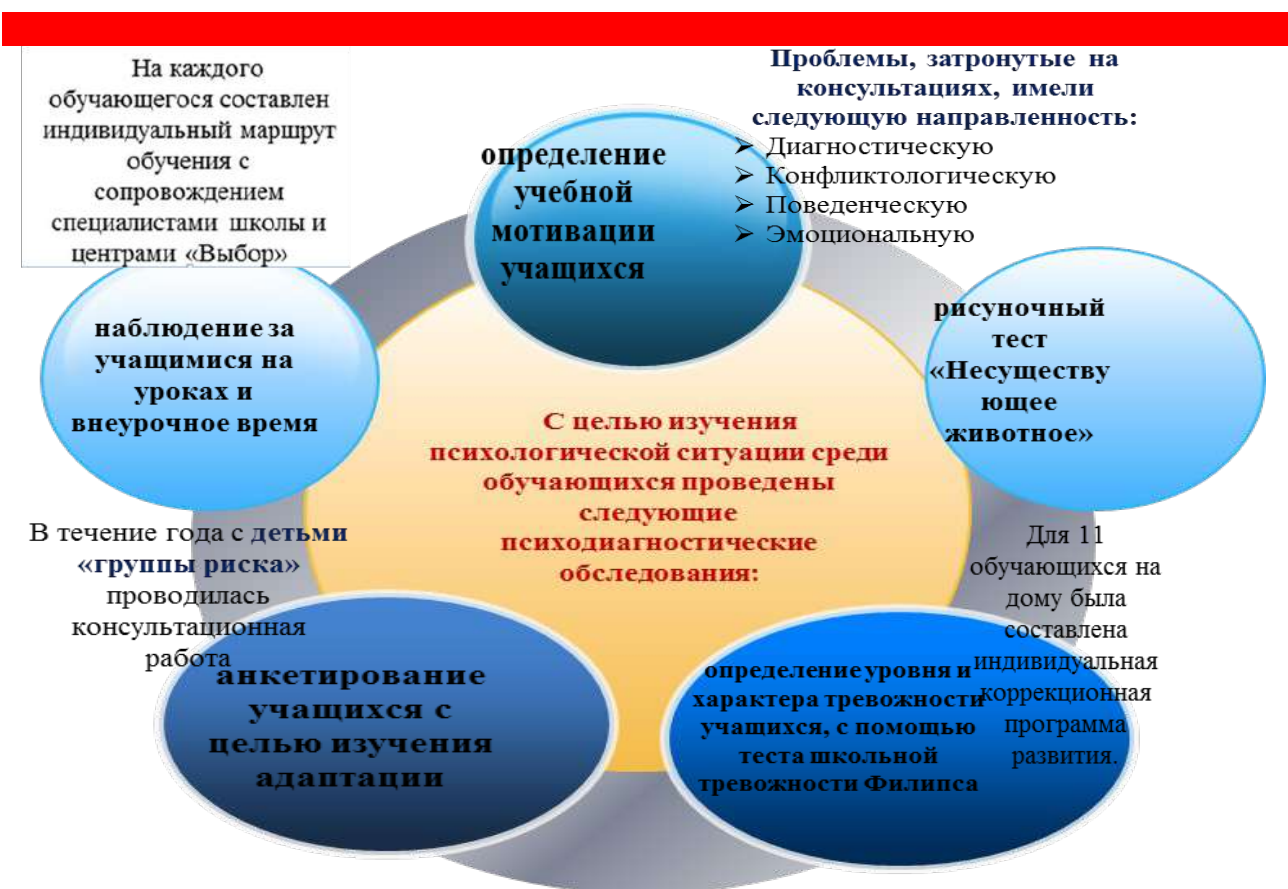 На каждого
обучающегося составлен
индивидуальный маршрут
обучения с
сопровождением
специалистами школы и
центрами «Выбор»
Проблемы, затронутые на
консультациях, имели
следующую направленность:
➢ Диагностическую
➢ Конфликтологическую
➢ Поведенческую
➢ Эмоциональную
определение
учебной
мотивации
учащихся
наблюдение за
учащимися на
уроках и
внеурочное время
рисуночный
тест
«Несуществу
ющее
животное»
С целью изучения
психологической ситуации среди
обучающихся проведены
следующие
психодиагностические
обследования:
В течение года с детьми
«группы риска»
проводилась
консультационная
работа
Для 11
обучающихся на
дому была
составлена
индивидуальная
коррекционная
программа
развития.
анкетирование
учащихся с
целью изучения
адаптации
определение уровня и
характера тревожности
учащихся, с помощью
теста школьной
тревожности Филипса